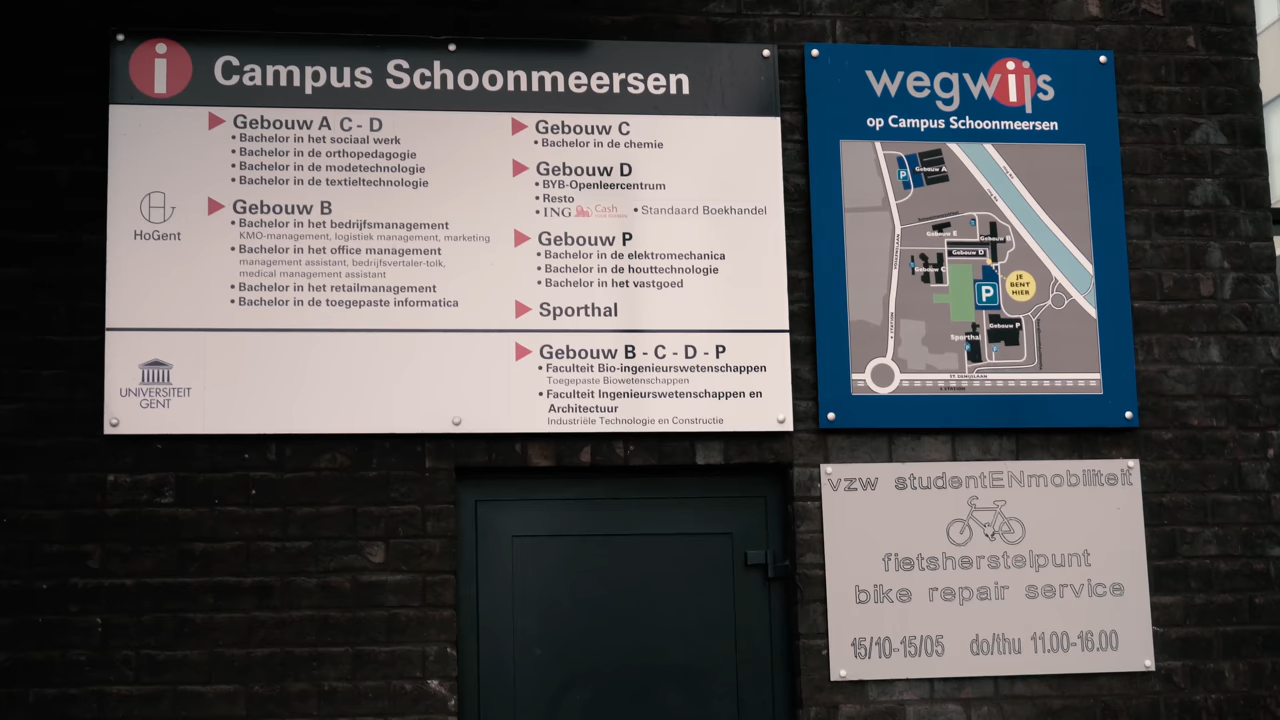 i Campus Schoonmeersen
Gebouw A C - D
• Bachelor in het sociaal werk
• Bachelor in de orthopedagogie
• Bachelor in de modetechnologie
• Bachelor in de textieltechnologie
HoGent
Gebouw B
• Bachelor in het bedrijfsmanagement
KMO-management, logistiek management, marketing
• Bachelor in het office management
management assistant, bedrijfsvertaler-tolk,
medical management assistant
• Bachelor in het retailmanagement
• Bachelor in de toegepaste informatica
Gebouw C
• Bachelor in de chemie
Gebouw D
• BYB-Openleercentrum
• Resto
• ING Cash • Standaard Boekhandel
Gebouw P
• Bachelor in de elektromechanica
• Bachelor in de houttechnologie
• Bachelor in het vastgoed
Sporthal
UNIVERSITEIT
GENT
Gebouw B - C - D - P
• Faculteit Bio-ingenieurswetenschappen
Toegepaste Biowetenschappen
• Faculteit Ingenieurswetenschappen en
Architectuur
Industriële Technologie en Constructie
wegwijs
op Campus Schoonmeersen
P
Gebouw A
Gebouw E
Gebouw B
Gebouw D
Gebouw C
JE
BENT
HIER
P
Gebouw P
Sporthal
ST. DENIJSLAAN
STATION
vzw studentENmobiliteit
fietsherstelpunt
bike repair service
15/10-15/05 do/thu 11.00-16.00